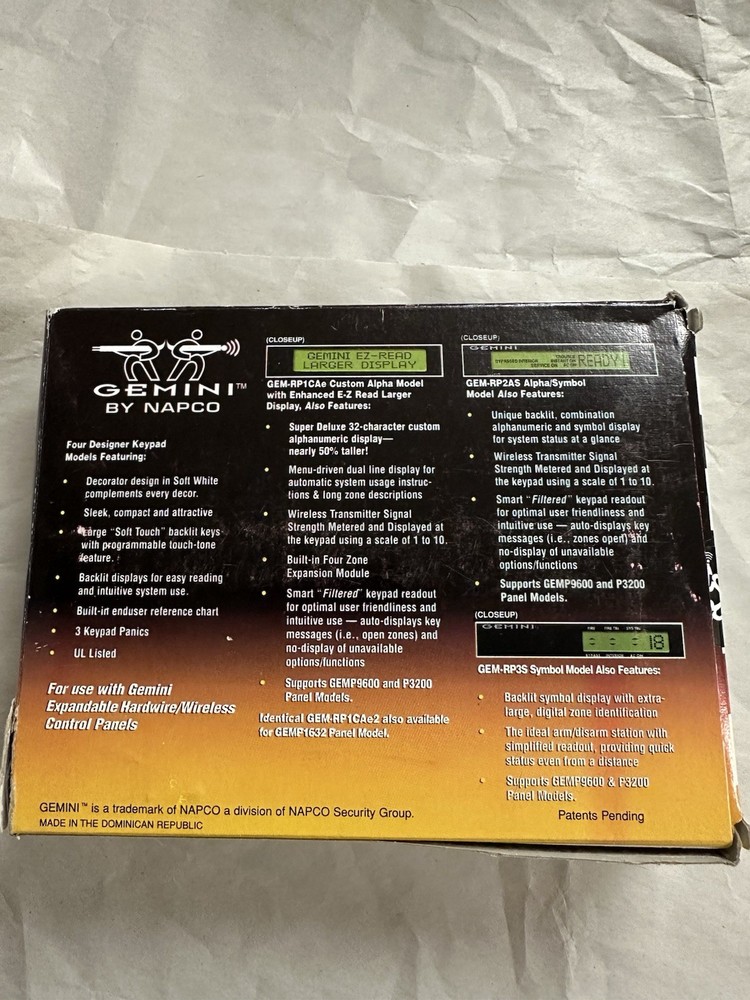 GEMINI™
BY NAPCO
Four Designer Keypad
Models Featuring:
• Decorator design in Soft White
complements every decor.
• Sleek, compact and attractive
• Large "Soft Touch" backlit keys
with programmable touch-tone
feature.
• Backlit displays for easy reading
and intuitive system use.
• Built-in enduser reference chart
• 3 Keypad Panics
• UL Listed
For use with Gemini
Expandable Hardwire/Wireless
Control Panels
(CLOSEUP)
GEMINI EZ-READ
LARGER DISPLAY
GEM-RP1CAe Custom Alpha Model
with Enhanced E-Z Read Larger
Display, Also Features:
• Super Deluxe 32-character custom
alphanumeric display—
nearly 50% taller!
• Menu-driven dual line display for
automatic system usage instruc-
tions & long zone descriptions
• Wireless Transmitter Signal
Strength Metered and Displayed at
the keypad using a scale of 1 to 10.
• Built-in Four Zone
Expansion Module
• Smart "Filtered" keypad readout
for optimal user friendliness and
intuitive use — auto-displays key
messages (i.e., open zones) and
no-display of unavailable
options/functions
• Supports GEMP9600 and P3200
Panel Models.
Identical GEM-RP1CAe2 also available
for GEMP1632 Panel Model.
(CLOSEUP)
GEMINI
TROUBLE
BYPASSED INTERIOR INSTANT ON
READY!
GEM-RP2AS Alpha/Symbol
Model Also Features:
• Unique backlit, combination
alphanumeric and symbol display
for system status at a glance
• Wireless Transmitter Signal
Strength Metered and Displayed at
the keypad using a scale of 1 to 10.
• Smart "Filtered" keypad readout
for optimal user friendliness and
intuitive use — auto-displays key
messages (i.e., zones open) and
no-display of unavailable
options/functions
• Supports GEMP9600 and P3200
Panel Models.
(CLOSEUP)
GEMINI
18
GEM-RP3S Symbol Model Also Features:
• Backlit symbol display with extra-
large, digital zone identification
• The ideal arm/disarm station with
simplified readout, providing quick
status even from a distance
• Supports GEMP9600 & P3200
Panel Models.
GEMINI™ is a trademark of NAPCO a division of NAPCO Security Group.
MADE IN THE DOMINICAN REPUBLIC
Patents Pending